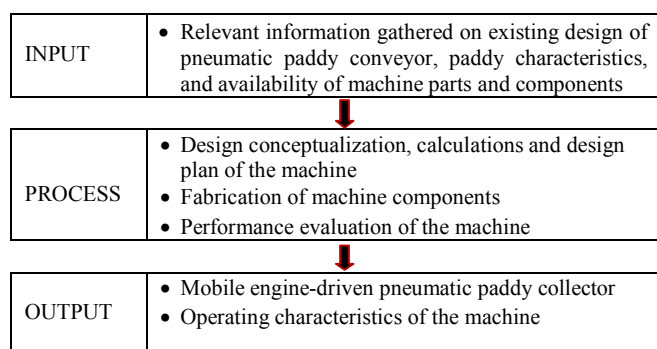 INPUT
• Relevant information gathered on existing design of
pneumatic paddy conveyor, paddy characteristics,
and availability of machine parts and components
PROCESS
• Design conceptualization, calculations and design
plan of the machine
• Fabrication of machine components
• Performance evaluation of the machine
OUTPUT
• Mobile engine-driven pneumatic paddy collector
• Operating characteristics of the machine